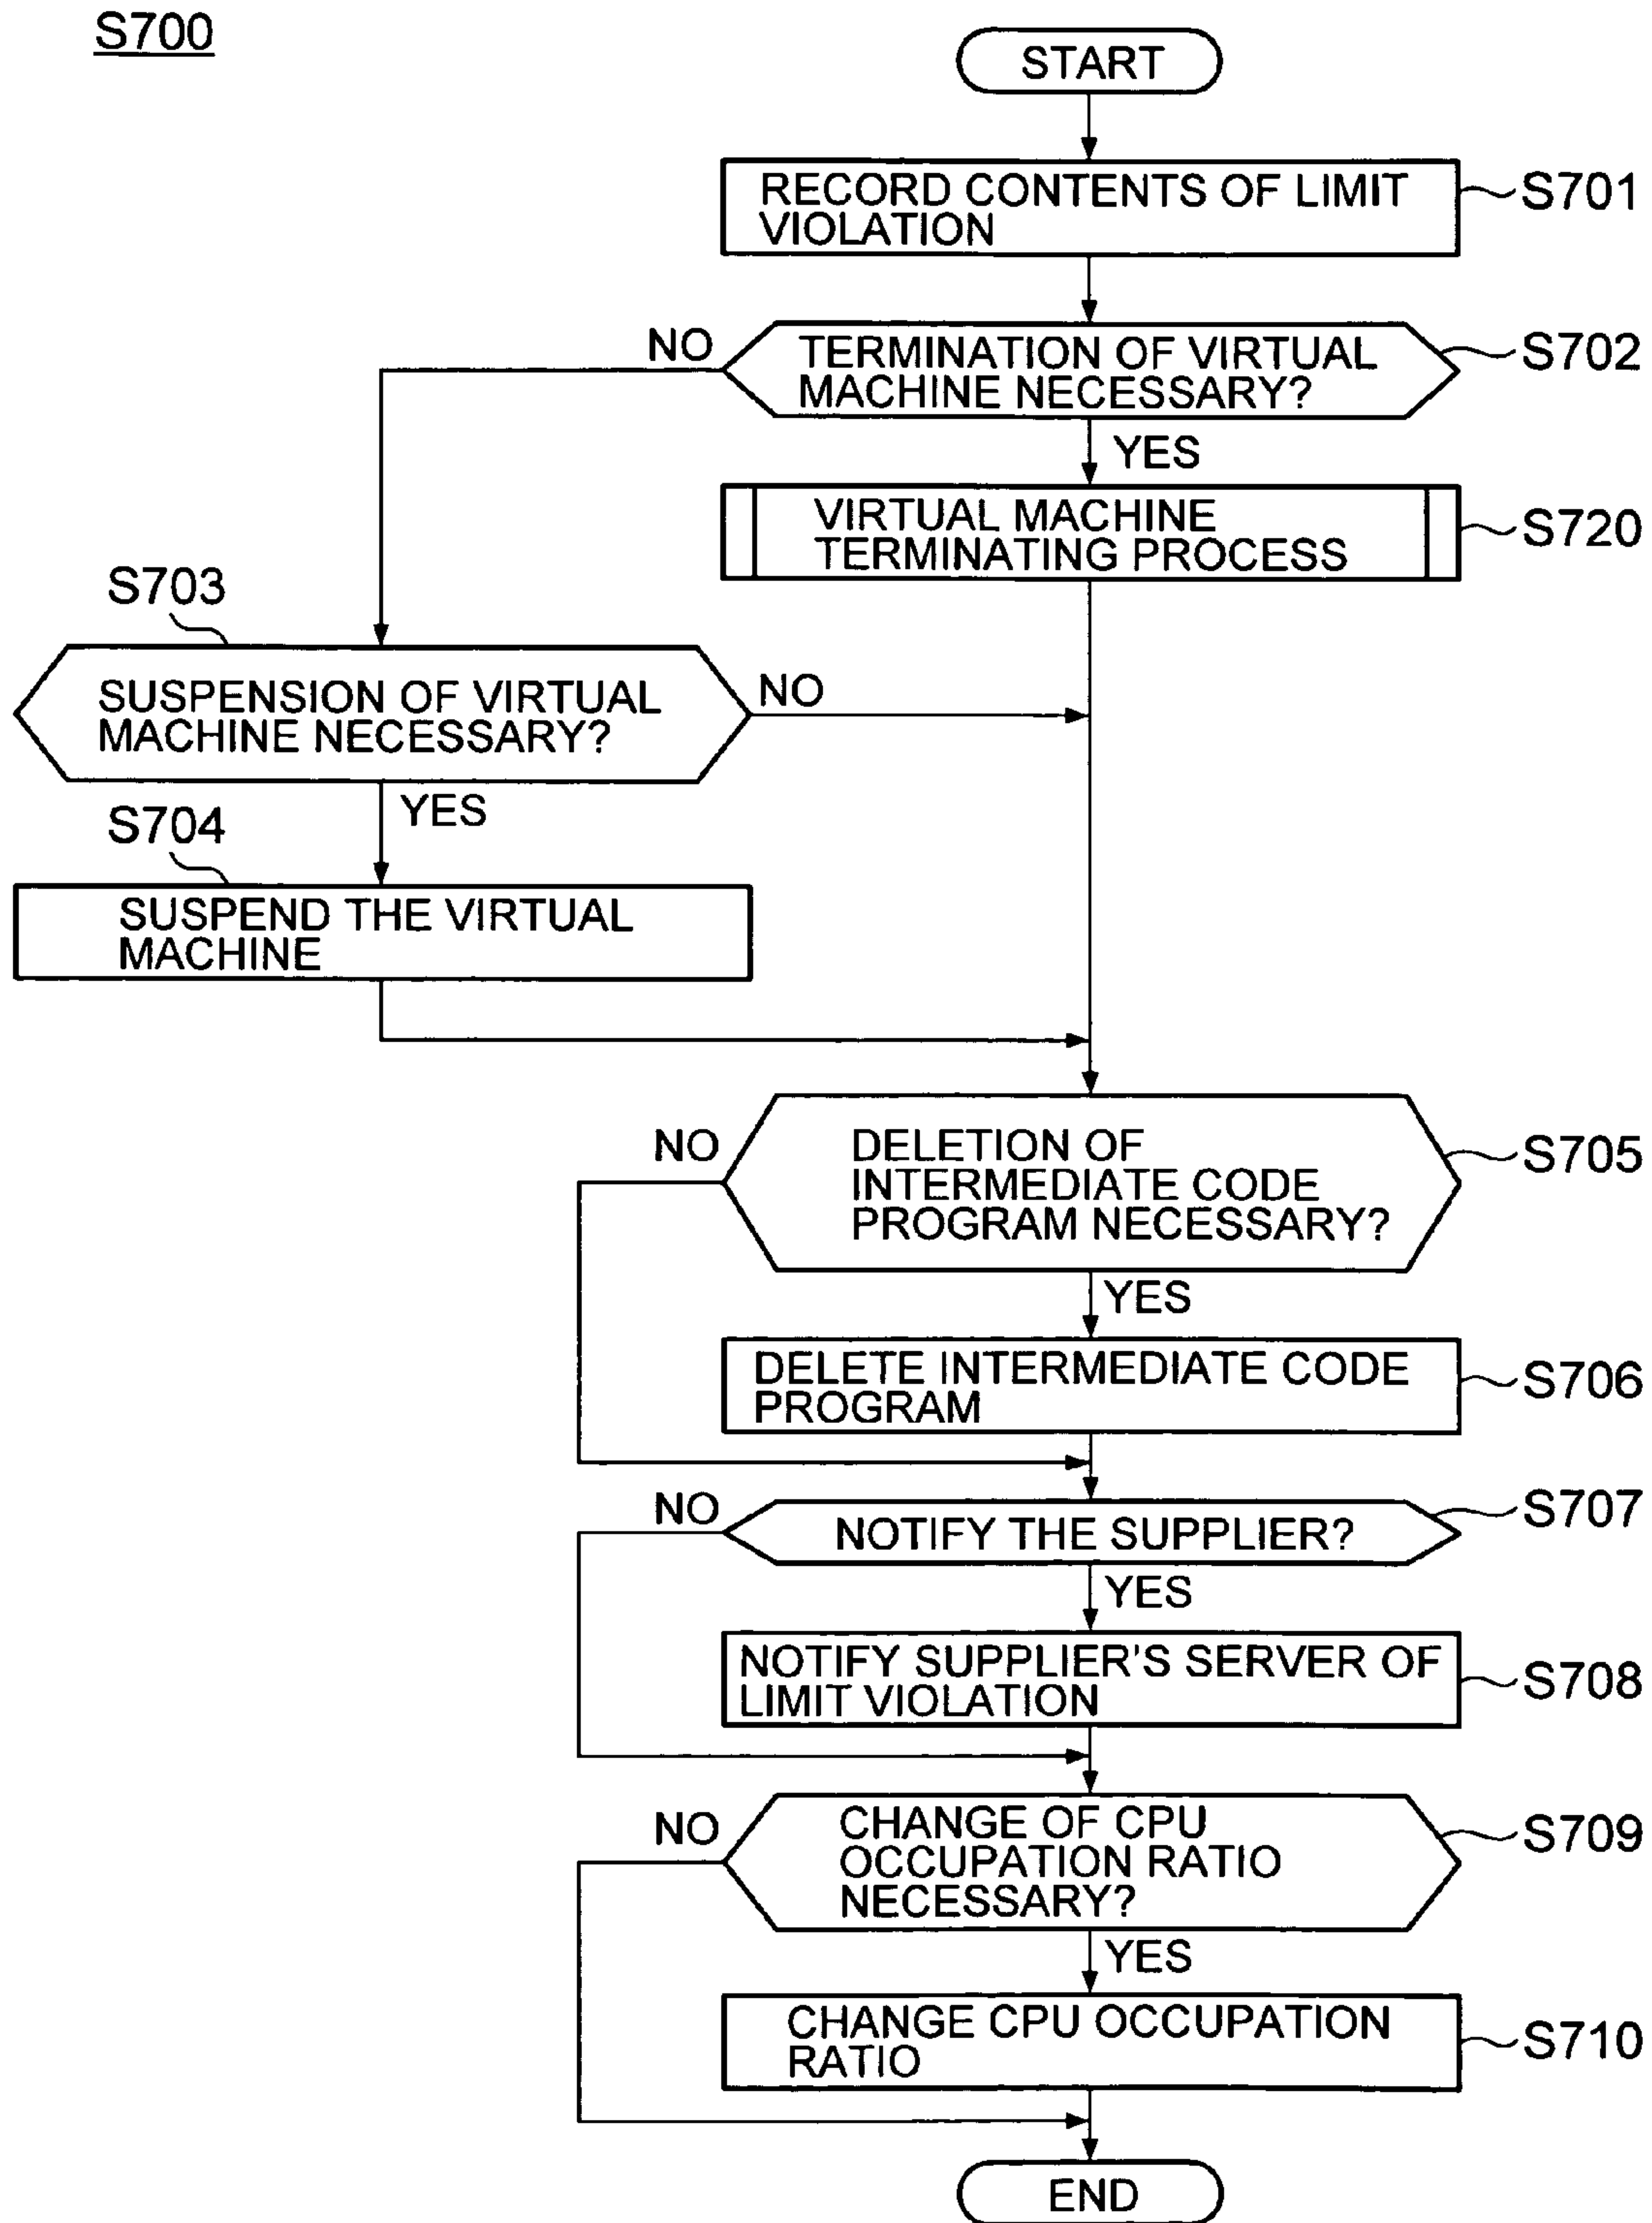 S700
START
RECORD CONTENTS OF LIMIT
VIOLATION
S701
NO
TERMINATION OF VIRTUAL
MACHINE NECESSARY?
S702
YES
VIRTUAL MACHINE
TERMINATING PROCESS
S720
S703
SUSPENSION OF VIRTUAL
MACHINE NECESSARY?
NO
YES
S704
SUSPEND THE VIRTUAL
MACHINE
NO
DELETION OF
INTERMEDIATE CODE
PROGRAM NECESSARY?
S705
YES
DELETE INTERMEDIATE CODE
PROGRAM
S706
NO
NOTIFY THE SUPPLIER?
S707
YES
NOTIFY SUPPLIER'S SERVER OF
LIMIT VIOLATION
S708
NO
CHANGE OF CPU
OCCUPATION RATIO
NECESSARY?
S709
YES
CHANGE CPU OCCUPATION
RATIO
S710
END